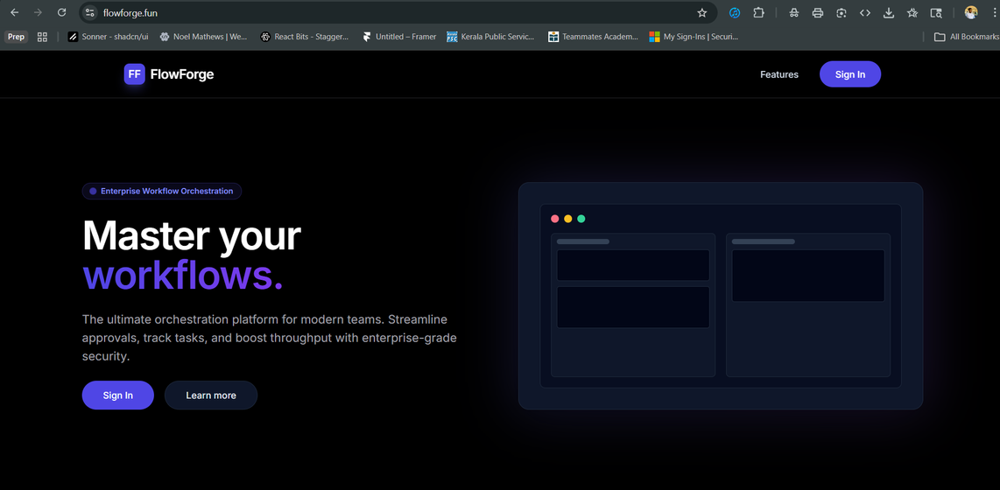 flowforge.fun
Prep
Sonner - shadcn/ui
Noel Mathews | We...
React Bits - Stagger...
Untitled – Framer
Kerala Public Servic...
Teammates Academ...
My Sign-Ins | Securi...
All Bookmarks
FF FlowForge
Features
Sign In
Enterprise Workflow Orchestration
Master your
workflows.
The ultimate orchestration platform for modern teams. Streamline
approvals, track tasks, and boost throughput with enterprise-grade
security.
Sign In
Learn more